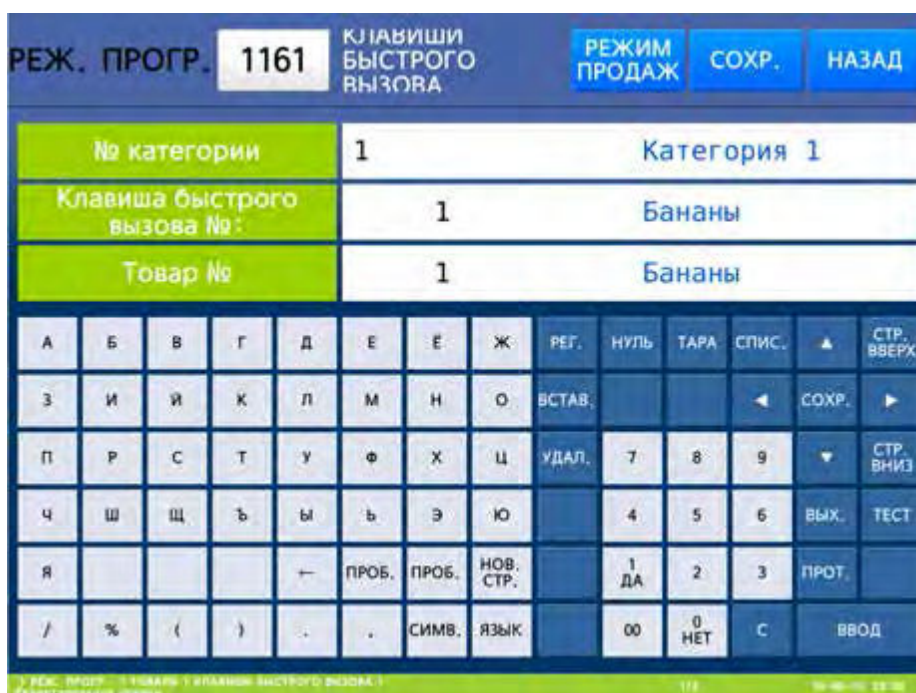 КЛАВИШИ
РЕЖ. ПРОГР. 1161 БЫСТРОГО РЕЖИМ ПРОДАЖ СОХР. НАЗАД
ВЫЗОВА
№ категории 1 Категория 1
Клавиша быстрого
вызова №: 1 Бананы
Товар № 1 Бананы
А Б В Г Д Е Ё Ж РЕГ. НУЛЬ ТАРА СПИС. ▲ СТР. ВВЕРХ
З И Й К Л М Н О ВСТАВ. ◀ СОХР. ▶
П Р С Т У Ф Х Ц УДАЛ. 7 8 9 ▼ СТР. ВНИЗ
Ч Ш Щ Ъ Ы Ь Э Ю 4 5 6 ВЫХ. ТЕСТ
Я ← ПРОБ. ПРОБ. НОВ. СТР. 1 ДА 2 3 ПРОТ.
/ % ( ) . , СИМВ. ЯЗЫК 00 0 НЕТ C ВВОД